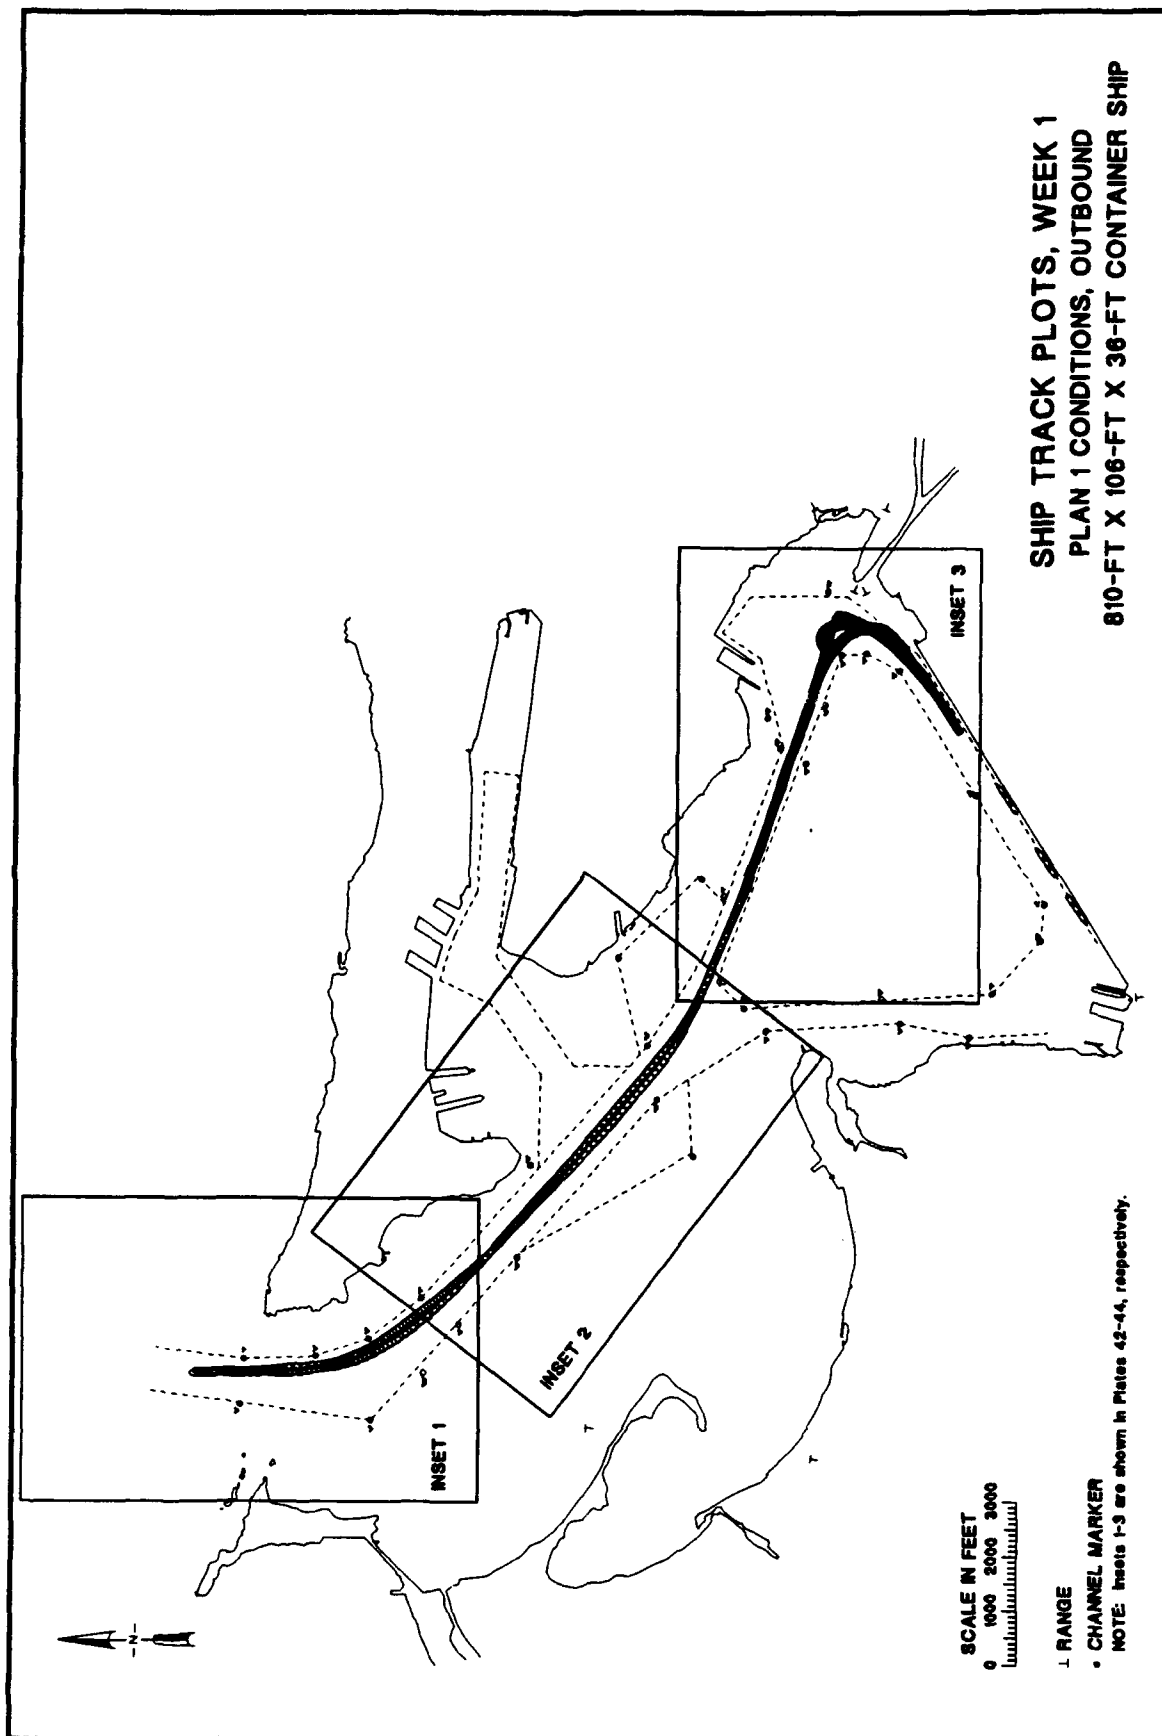 SHIP TRACK PLOTS, WEEK 1
PLAN 1 CONDITIONS, OUTBOUND
810-FT X 106-FT X 36-FT CONTAINER SHIP
INSET 1
INSET 2
INSET 3
N
SCALE IN FEET
0 1000 2000 3000
⊥ RANGE
• CHANNEL MARKER
NOTE: Insets 1-3 are shown in Plates 42-44, respectively.